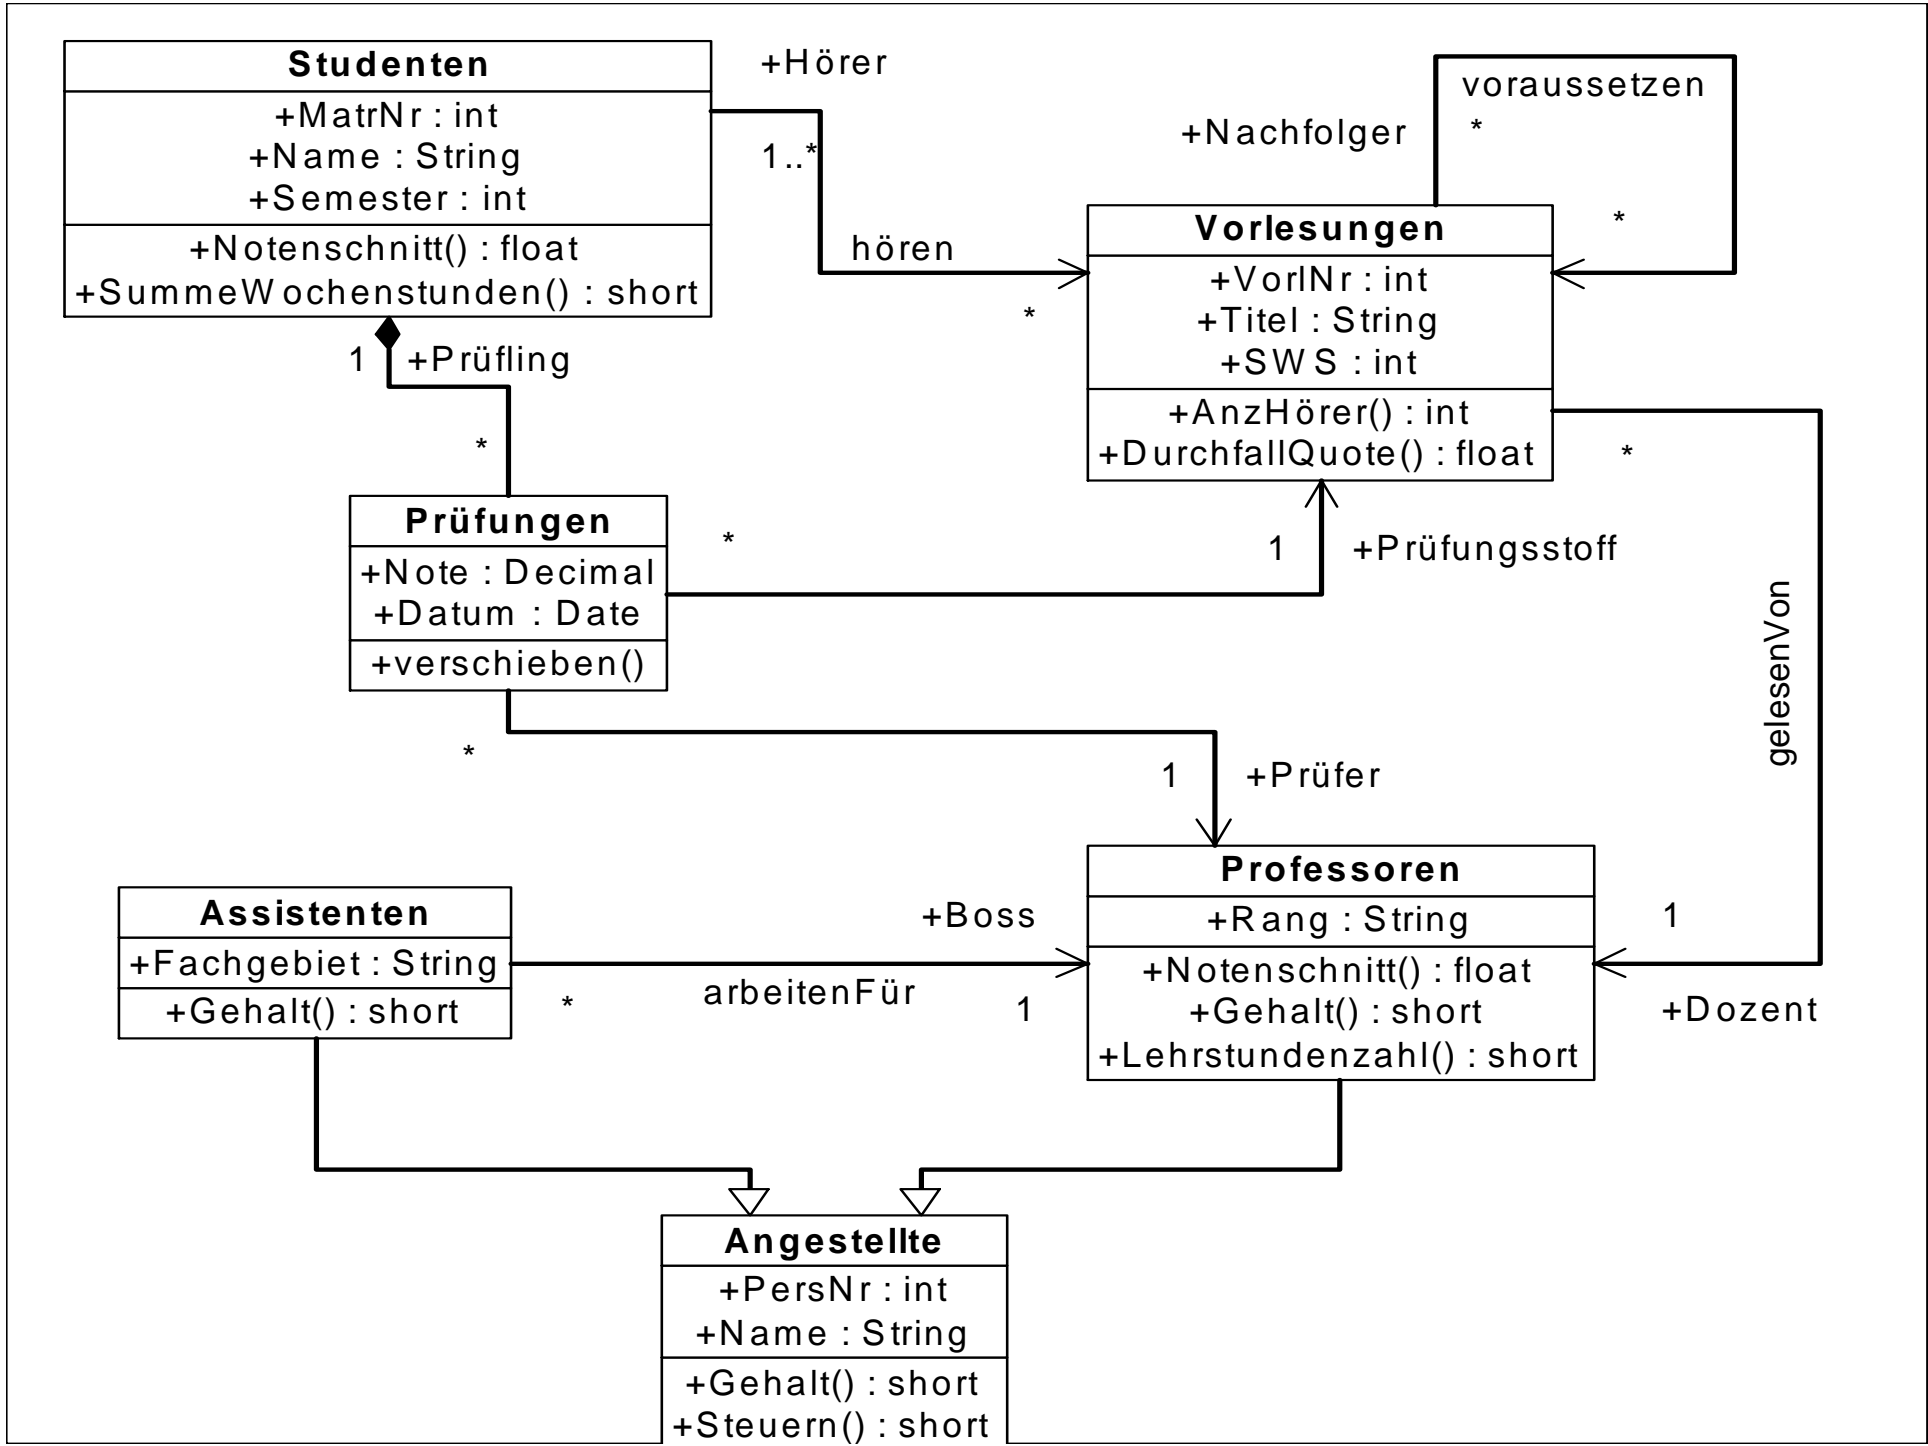 Studenten
+MatrNr : int
+Name : String
+Semester : int
+Notenschnitt() : float
+SummeWochenstunden() : short
+Hörer
1..*
hören
*
voraussetzen
+Nachfolger
*
*
Vorlesungen
+VorlNr : int
+Titel : String
+SWS : int
+AnzHörer() : int
+DurchfallQuote() : float
1
+Prüfling
*
Prüfungen
+Note : Decimal
+Datum : Date
+verschieben()
*
1
+Prüfungsstoff
*
gelesenVon
*
1
+Prüfer
Assistenten
+Fachgebiet : String
+Gehalt() : short
+Boss
*
arbeitenFür
1
Professoren
+Rang : String
+Notenschnitt() : float
+Gehalt() : short
+Lehrstundenzahl() : short
1
+Dozent
Angestellte
+PersNr : int
+Name : String
+Gehalt() : short
+Steuern() : short